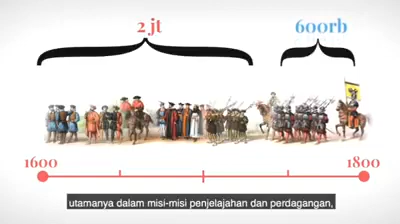 2 jt 600rb
1600 1800
utamanya dalam misi-misi penjelajahan dan perdagangan,